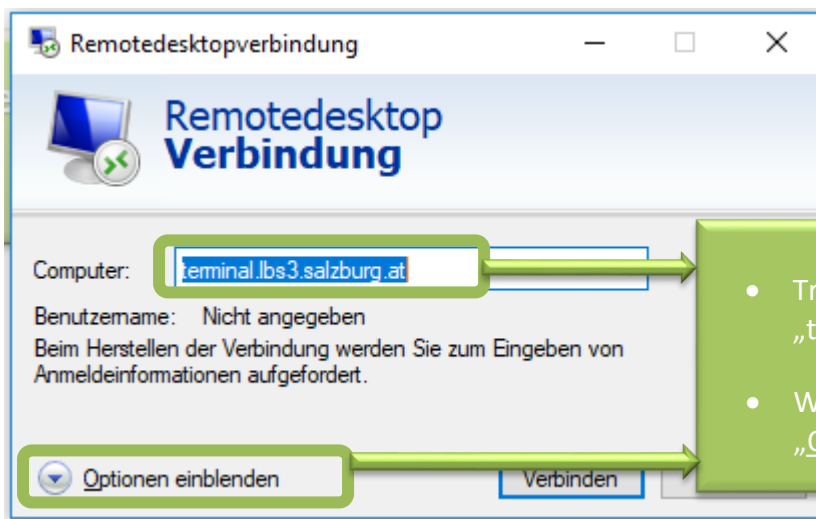 Remotedesktopverbindung
Remotedesktop
Verbindung
Computer:
terminal.lbs3.salzburg.at
Benutzername: Nicht angegeben
Beim Herstellen der Verbindung werden Sie zum Eingeben von
Anmeldeinformationen aufgefordert.
Optionen einblenden
Verbinden